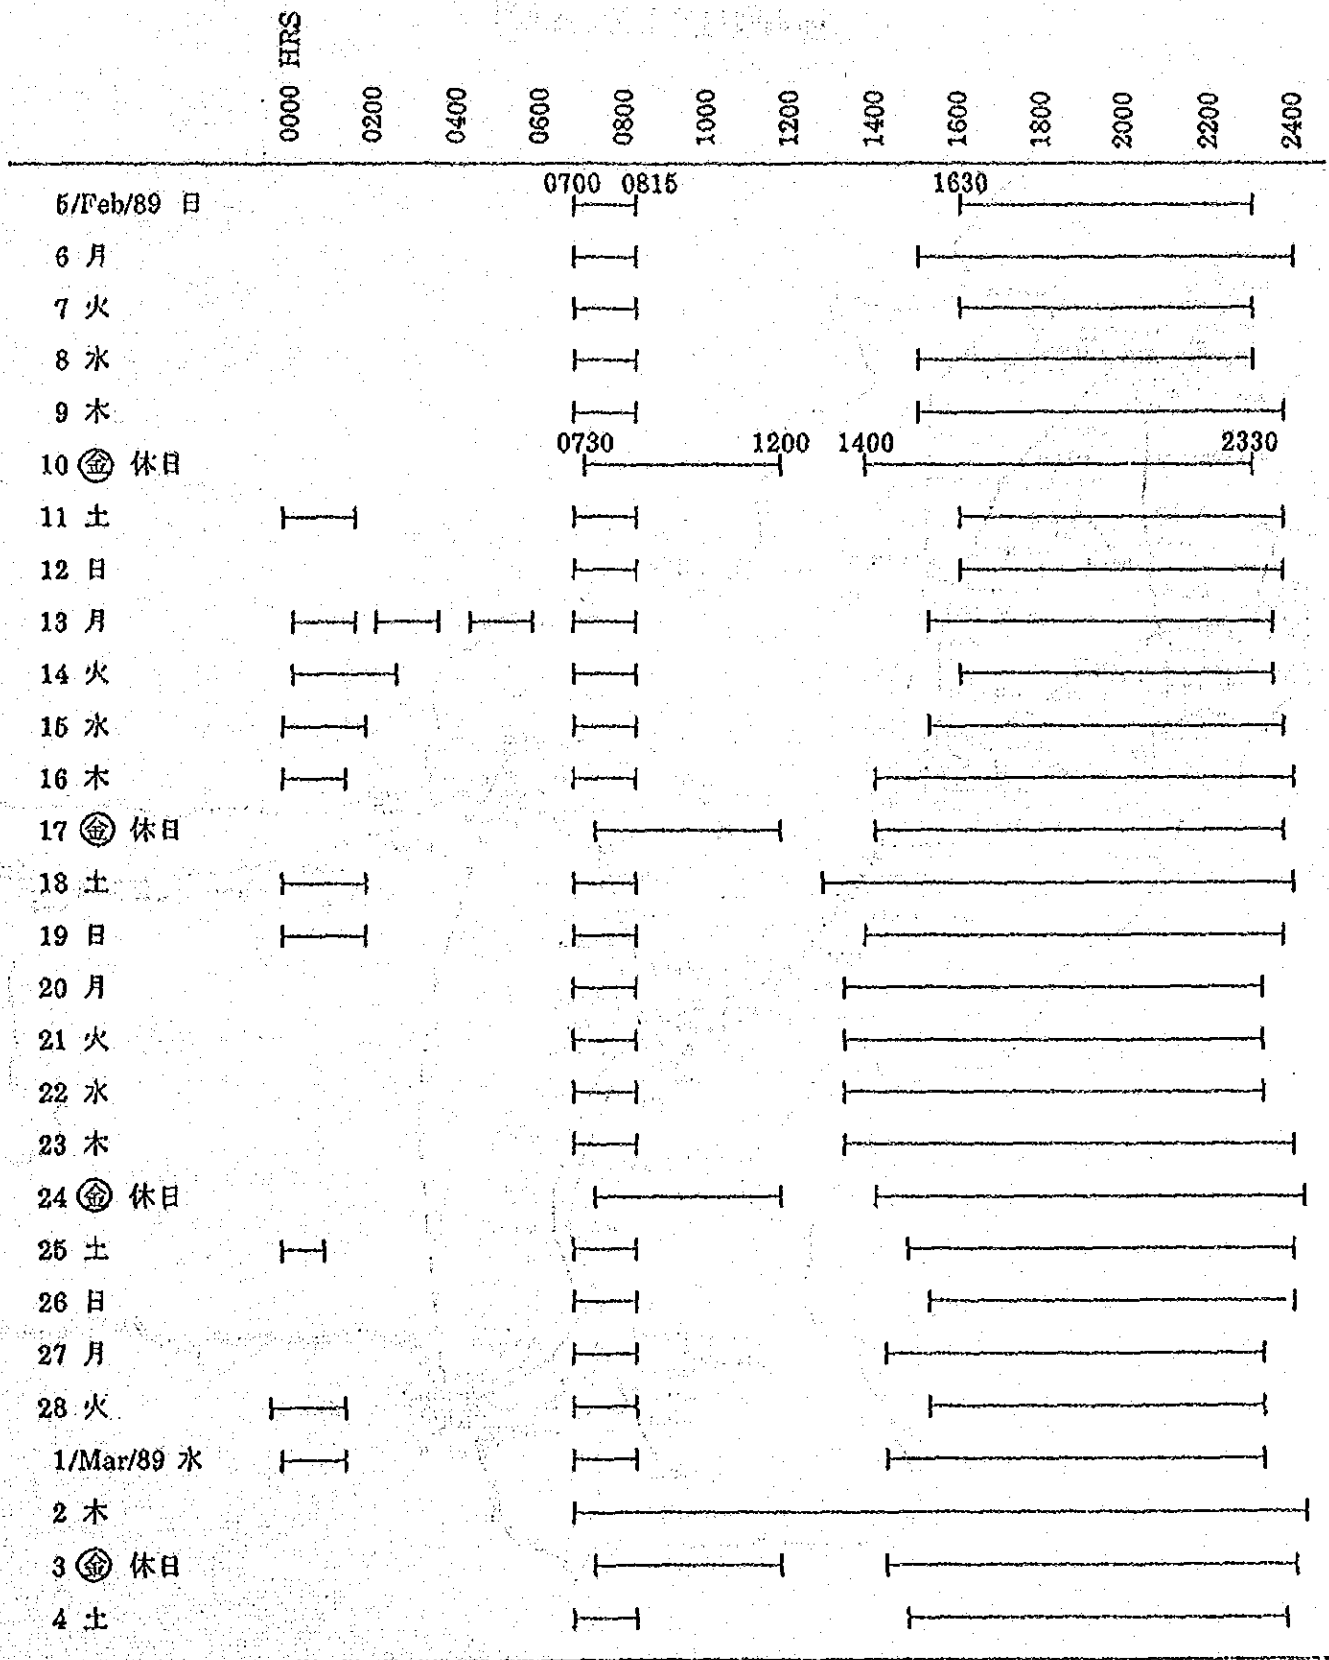 0000 HRS 0200 0400 0600 0800 1000 1200 1400 1600 1800 2000 2200 2400
0700 0815 1630
5/Feb/89 日
6 月
7 火
8 水
9 木
0730 1200 1400 2330
10 金 休日
11 土
12 日
13 月
14 火
15 水
16 木
17 金 休日
18 土
19 日
20 月
21 火
22 水
23 木
24 金 休日
25 土
26 日
27 月
28 火
1/Mar/89 水
2 木
3 金 休日
4 土